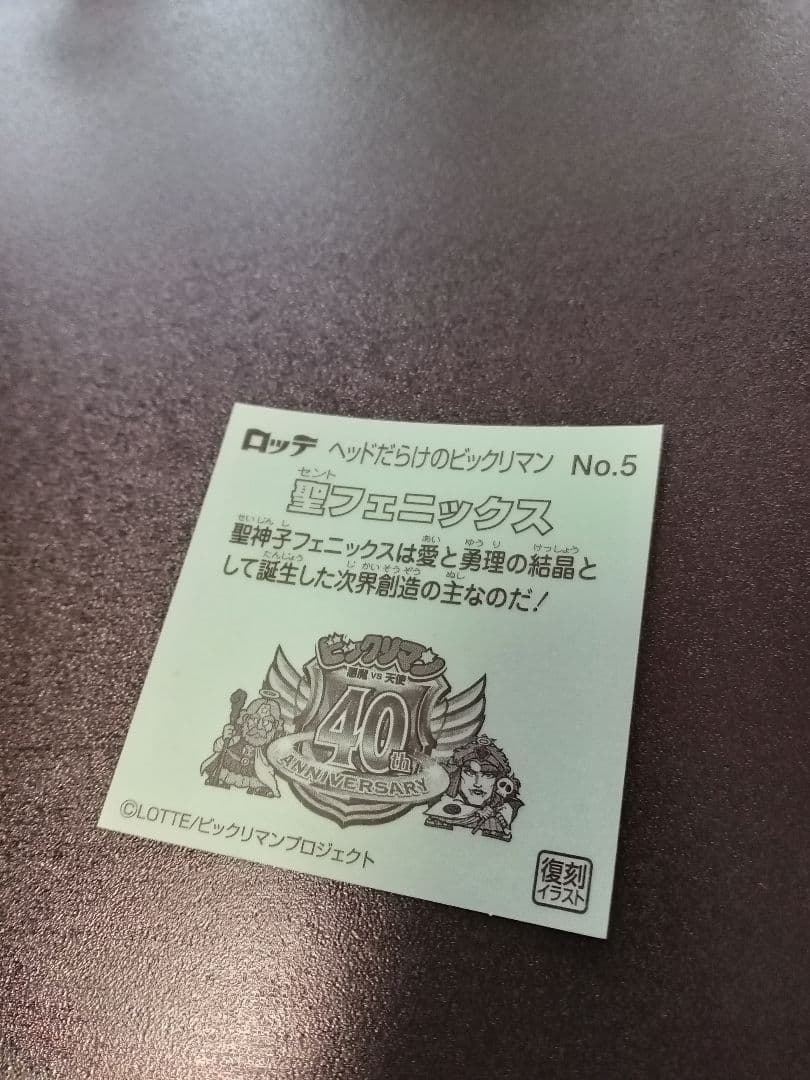 ロッテ ヘッドだらけのビックリマン No.5
セント
聖フェニックス
せいじんし あい ゆうり けっしょう
聖神子フェニックスは愛と勇理の結晶と
たんじょう じかいそうぞう ぬし
して誕生した次界創造の主なのだ!
ビックリマン
悪魔 VS 天使
40th
ANNIVERSARY
©LOTTE/ビックリマンプロジェクト
復刻
イラスト